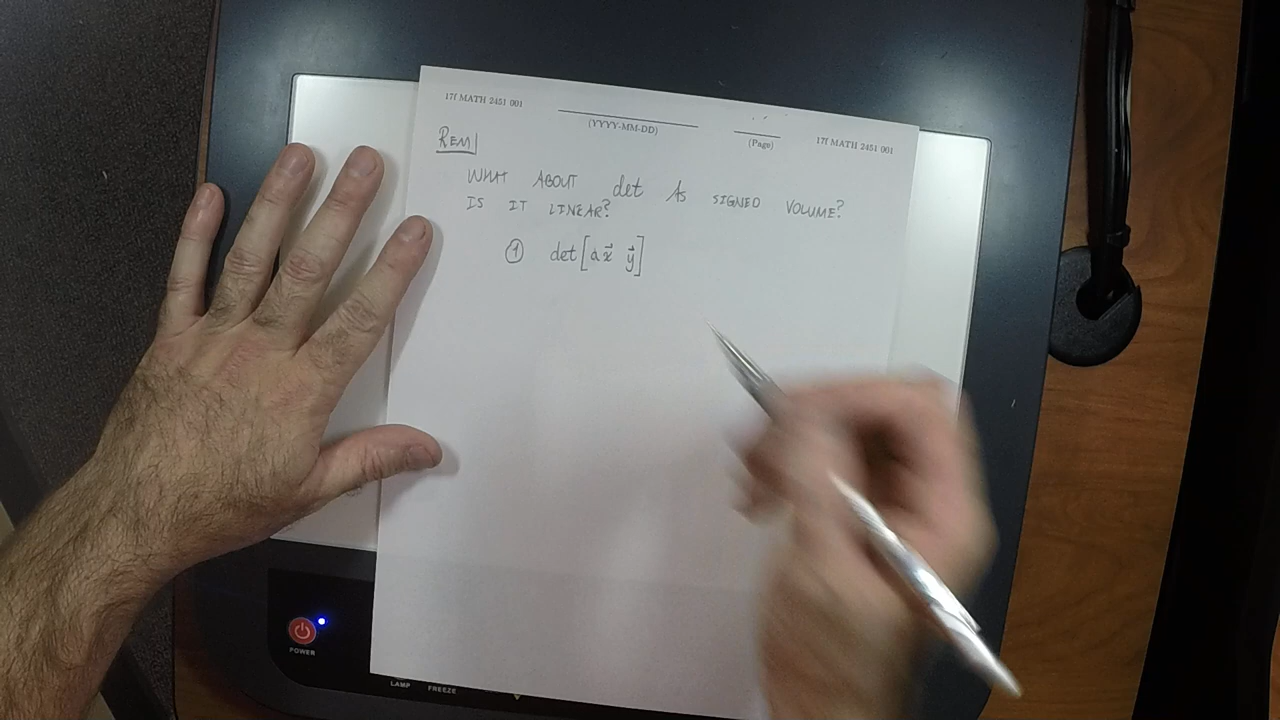 17f MATH 2451 001
(YYYY-MM-DD)
(Page)
17f MATH 2451 001
REM
WHAT ABOUT det AS SIGNED VOLUME?
IS IT LINEAR?
① det[a x⃗ y⃗]
POWER
LAMP
FREEZE